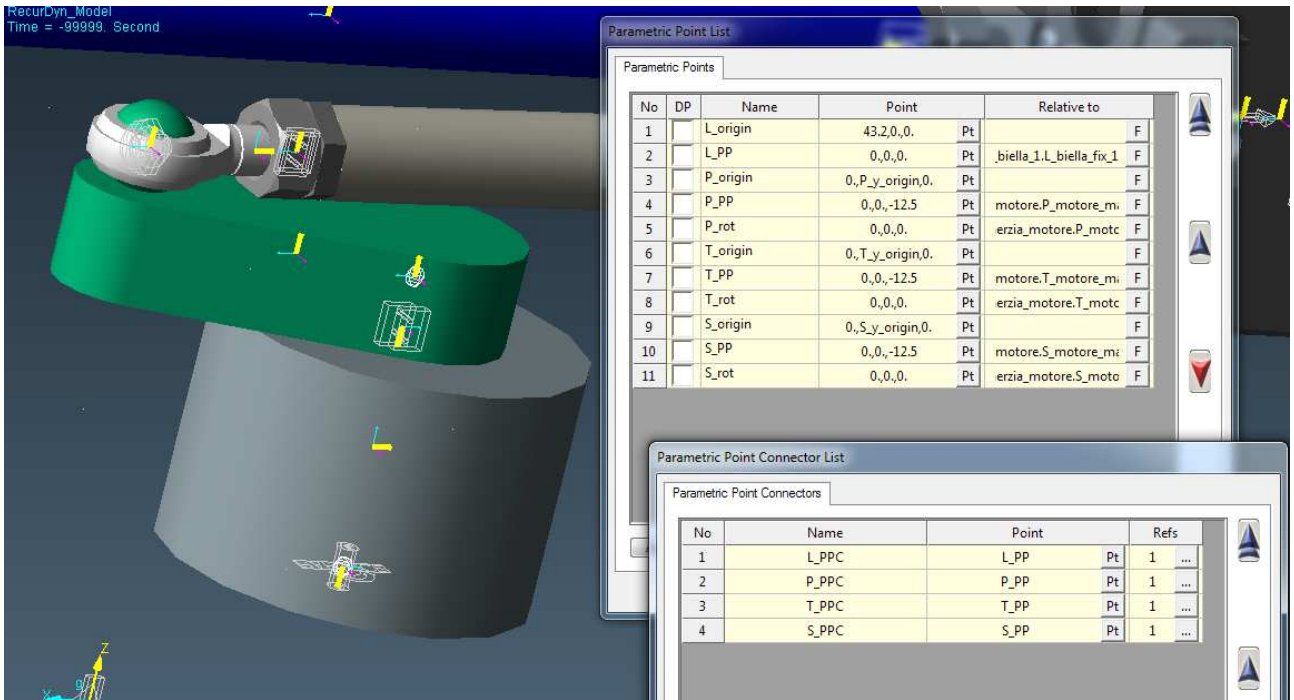 RecurDyn_Model
Time = -99999. Second
Parametric Point List
Parametric Points
No DP Name Point Relative to
1 L_origin 43.2,0.,0. Pt F
2 L_PP 0.,0.,0. Pt _biella_1.L_biella_fix_1 F
3 P_origin 0.,P_y_origin,0. Pt F
4 P_PP 0.,0.,-12.5 Pt motore.P_motore_ma F
5 P_rot 0.,0.,0. Pt erzia_motore.P_motc F
6 T_origin 0.,T_y_origin,0. Pt F
7 T_PP 0.,0.,-12.5 Pt motore.T_motore_ma F
8 T_rot 0.,0.,0. Pt erzia_motore.T_motc F
9 S_origin 0.,S_y_origin,0. Pt F
10 S_PP 0.,0.,-12.5 Pt motore.S_motore_ma F
11 S_rot 0.,0.,0. Pt erzia_motore.S_moto F
Parametric Point Connector List
Parametric Point Connectors
No Name Point Refs
1 L_PPC L_PP Pt 1 ...
2 P_PPC P_PP Pt 1 ...
3 T_PPC T_PP Pt 1 ...
4 S_PPC S_PP Pt 1 ...
Z
X g